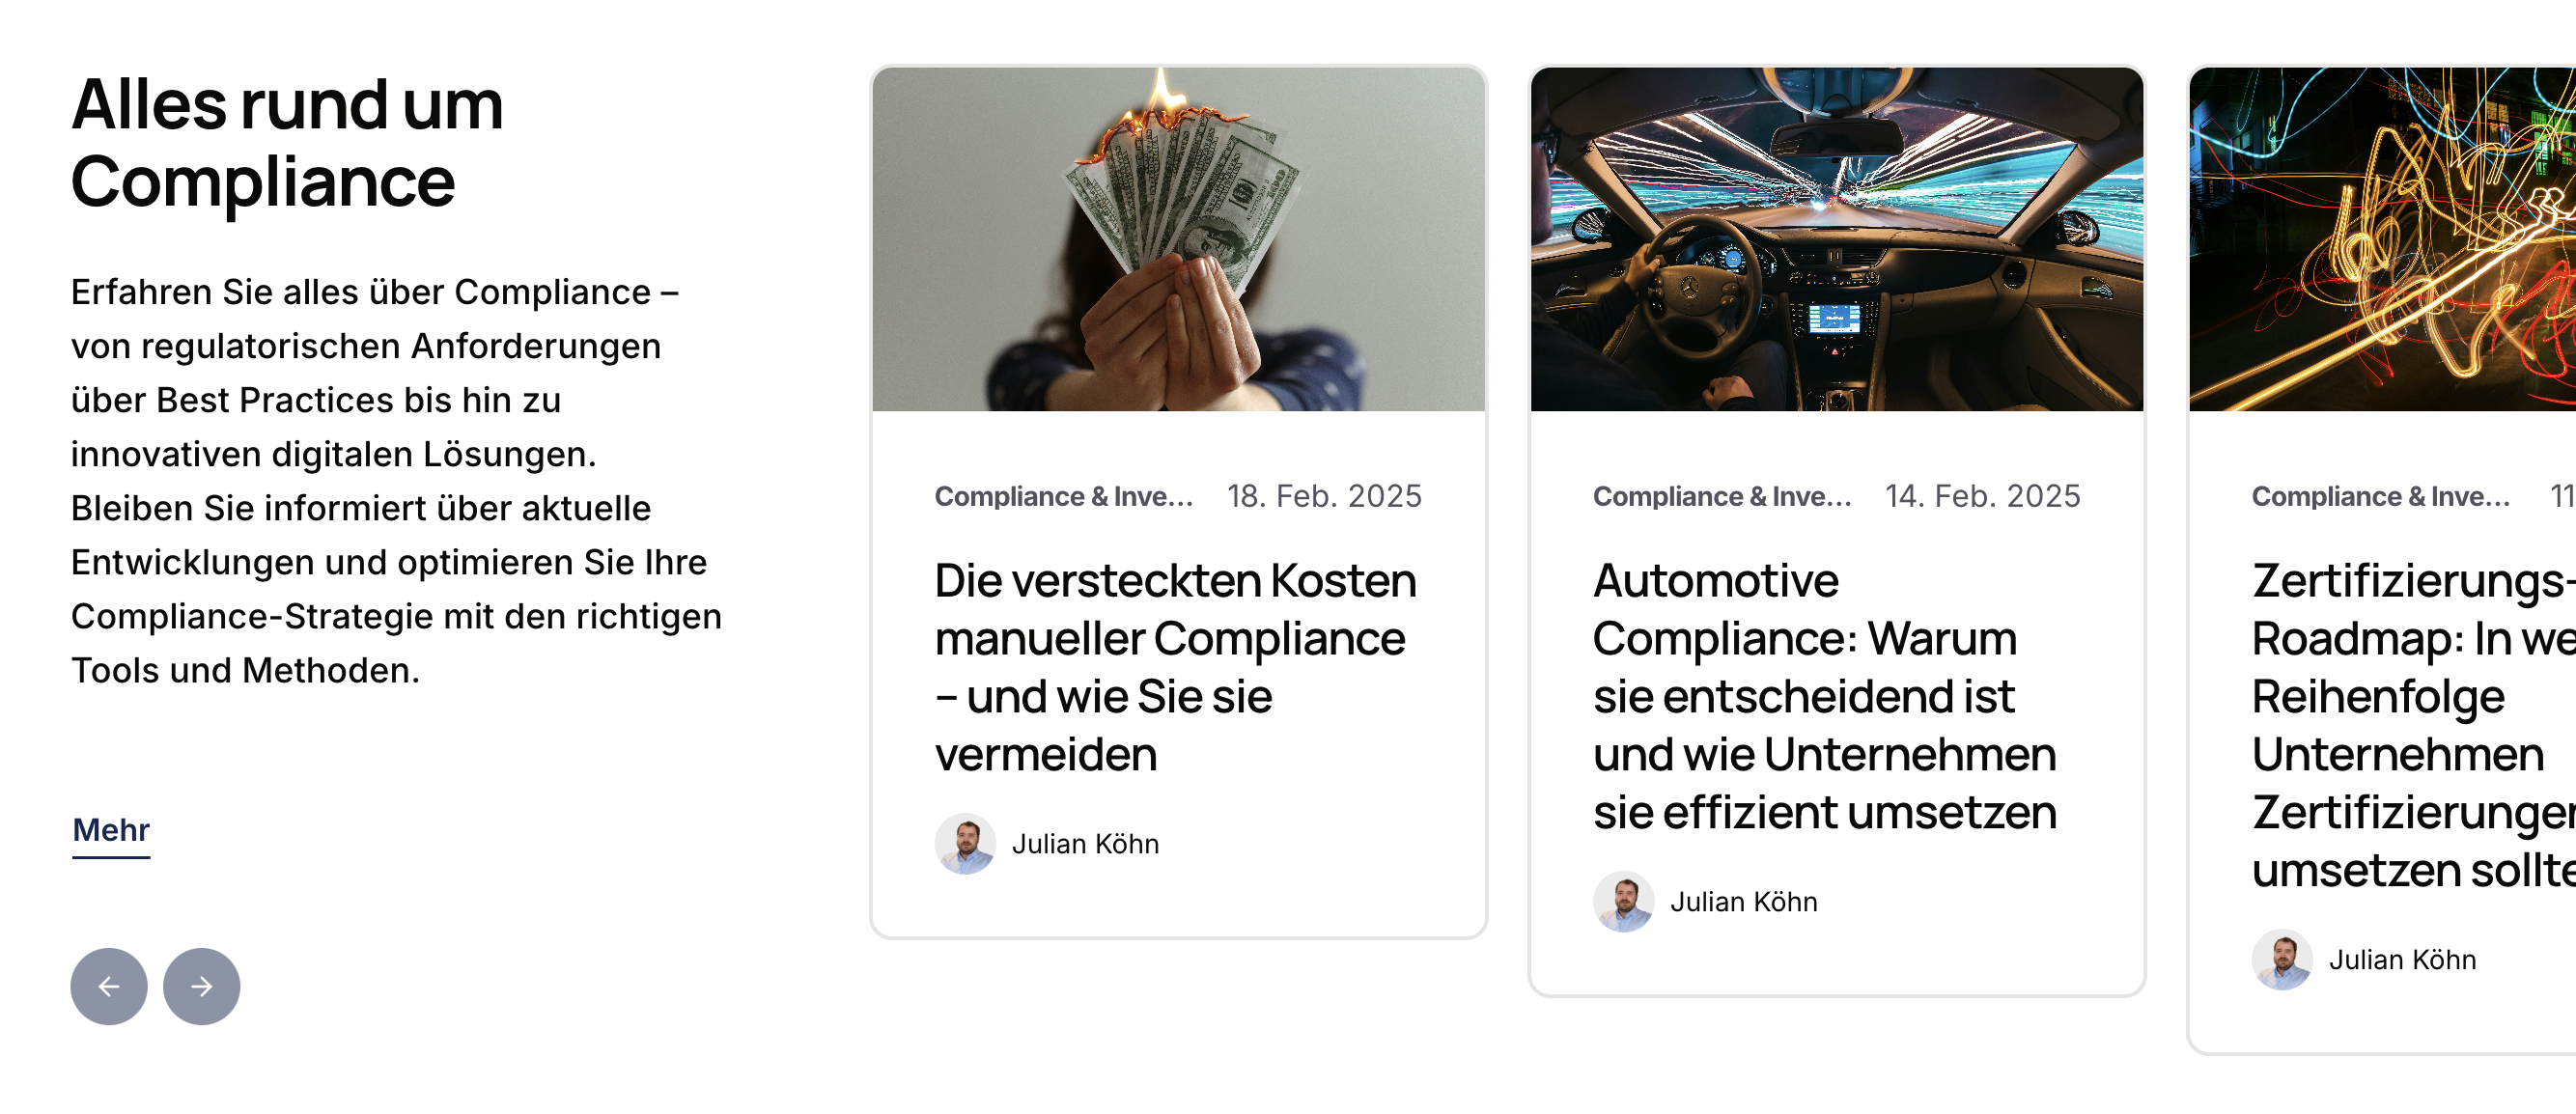 Alles rund um
Compliance
Erfahren Sie alles über Compliance –
von regulatorischen Anforderungen
über Best Practices bis hin zu
innovativen digitalen Lösungen.
Bleiben Sie informiert über aktuelle
Entwicklungen und optimieren Sie Ihre
Compliance-Strategie mit den richtigen
Tools und Methoden.
Mehr
Compliance & Inve... 18. Feb. 2025
Die versteckten Kosten
manueller Compliance
– und wie Sie sie
vermeiden
Julian Köhn
Compliance & Inve... 14. Feb. 2025
Automotive
Compliance: Warum
sie entscheidend ist
und wie Unternehmen
sie effizient umsetzen
Julian Köhn
Compliance & Inve... 11
Zertifizierungs-
Roadmap: In we
Reihenfolge
Unternehmen
Zertifizierunge
umsetzen sollte
Julian Köhn